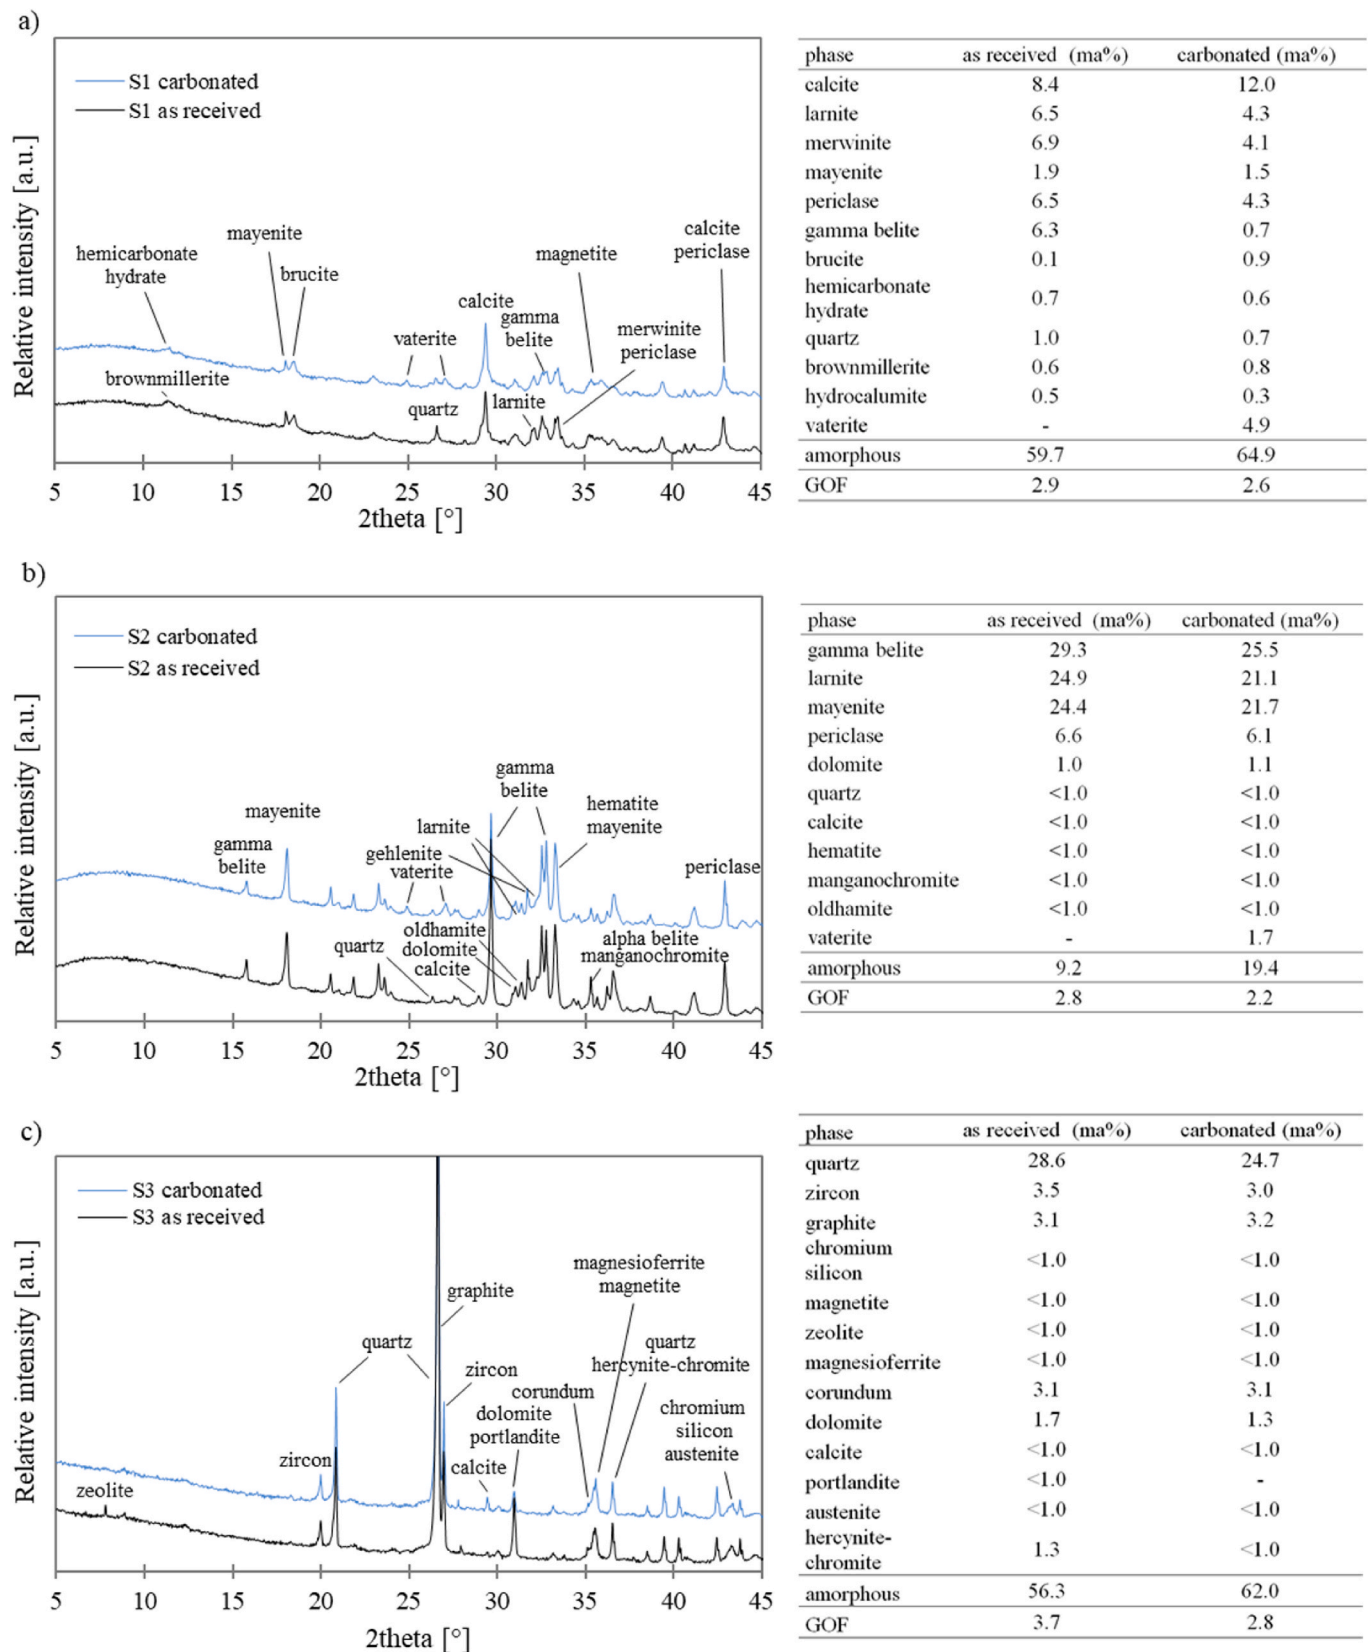 a)
Relative intensity [a.u.]
S1 carbonated
S1 as received
hemicarbonate
hydrate
mayenite
brucite
vaterite
calcite
gamma
belite
magnetite
merwinite
periclase
calcite
periclase
brownmillerite
quartz
larnite
5 10 15 20 25 30 35 40 45
2theta [°]
phase as received (ma%) carbonated (ma%)
calcite 8.4 12.0
larnite 6.5 4.3
merwinite 6.9 4.1
mayenite 1.9 1.5
periclase 6.5 4.3
gamma belite 6.3 0.7
brucite 0.1 0.9
hemicarbonate
hydrate 0.7 0.6
quartz 1.0 0.7
brownmillerite 0.6 0.8
hydrocalumite 0.5 0.3
vaterite - 4.9
amorphous 59.7 64.9
GOF 2.9 2.6
b)
Relative intensity [a.u.]
S2 carbonated
S2 as received
gamma
belite
mayenite
gamma
belite
larnite
gehlenite
vaterite
hematite
mayenite
periclase
quartz
oldhamite
dolomite
calcite
alpha belite
manganochromite
5 10 15 20 25 30 35 40 45
2theta [°]
phase as received (ma%) carbonated (ma%)
gamma belite 29.3 25.5
larnite 24.9 21.1
mayenite 24.4 21.7
periclase 6.6 6.1
dolomite 1.0 1.1
quartz <1.0 <1.0
calcite <1.0 <1.0
hematite <1.0 <1.0
manganochromite <1.0 <1.0
oldhamite <1.0 <1.0
vaterite - 1.7
amorphous 9.2 19.4
GOF 2.8 2.2
c)
Relative intensity [a.u.]
S3 carbonated
S3 as received
zeolite
zircon
quartz
graphite
zircon
calcite
dolomite
portlandite
corundum
magnesioferrite
magnetite
quartz
hercynite-chromite
chromium
silicon
austenite
5 10 15 20 25 30 35 40 45
2theta [°]
phase as received (ma%) carbonated (ma%)
quartz 28.6 24.7
zircon 3.5 3.0
graphite 3.1 3.2
chromium
silicon <1.0 <1.0
magnetite <1.0 <1.0
zeolite <1.0 <1.0
magnesioferrite <1.0 <1.0
corundum 3.1 3.1
dolomite 1.7 1.3
calcite <1.0 <1.0
portlandite <1.0 -
austenite <1.0 <1.0
hercynite-
chromite 1.3 <1.0
amorphous 56.3 62.0
GOF 3.7 2.8